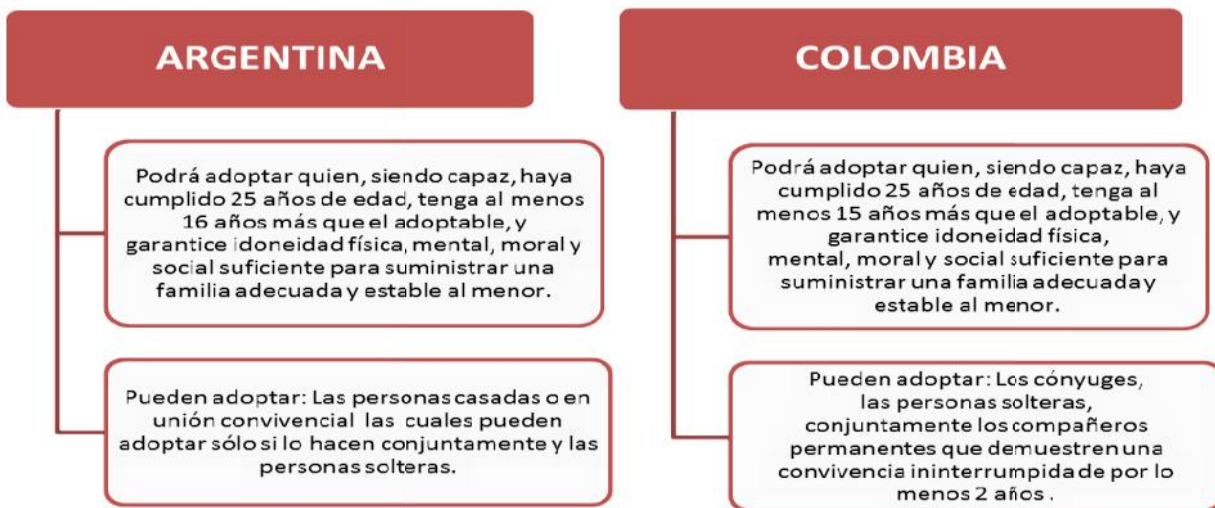 ARGENTINA
Podrá adoptar quien, siendo capaz, haya
cumplido 25 años de edad, tenga al menos
16 años más que el adoptable, y
garantice idoneidad física, mental, moral y
social suficiente para suministrar una
familia adecuada y estable al menor.
Pueden adoptar: Las personas casadas o en
unión convivencial las cuales pueden
adoptar sólo si lo hacen conjuntamente y las
personas solteras.
COLOMBIA
Podrá adoptar quien, siendo capaz, haya
cumplido 25 años de edad, tenga al
menos 15 años más que el adoptable, y
garantice idoneidad física,
mental, moral y social suficiente para
suministrar una familia adecuada y
estable al menor.
Pueden adoptar: Los cónyuges,
las personas solteras,
conjuntamente los compañeros
permanentes que demuestren una
convivencia ininterrumpida de por lo
menos 2 años .